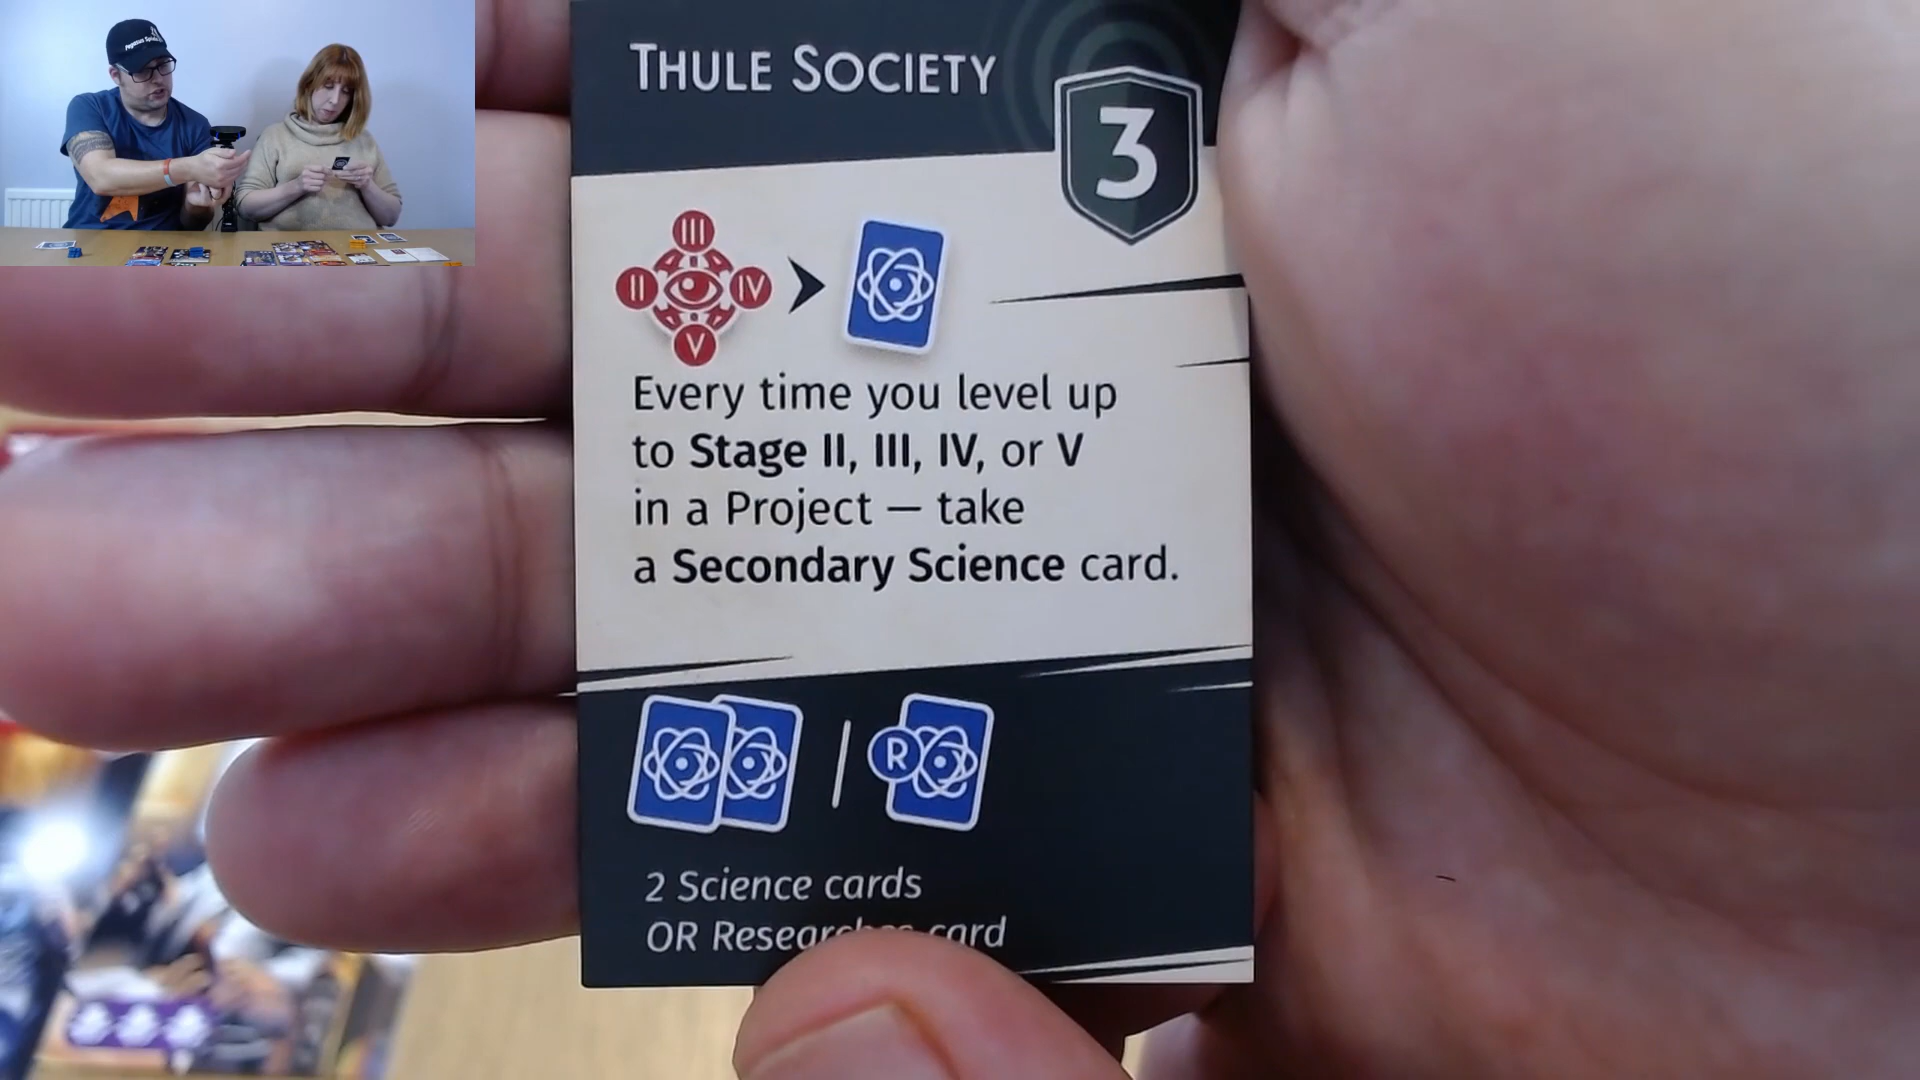 THULE SOCIETY
3
III
II
IV
V
Every time you level up
to Stage II, III, IV, or V
in a Project — take
a Secondary Science card.
R
2 Science cards
OR card